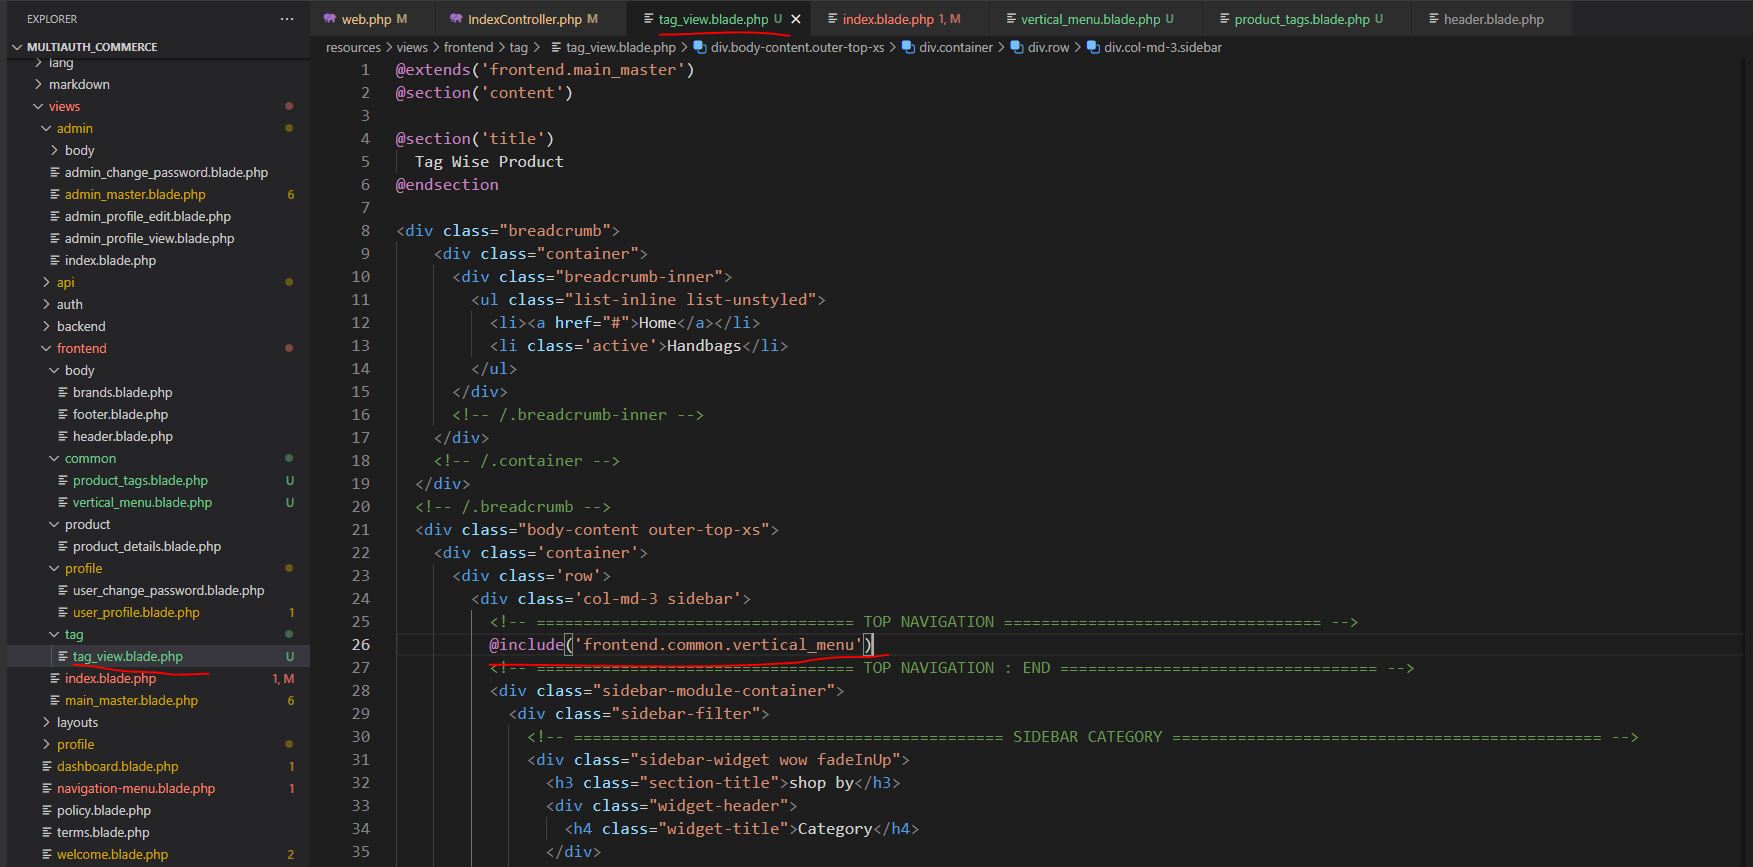 EXPLORER ···
MULTIAUTH_COMMERCE
lang
markdown
views
admin
body
admin_change_password.blade.php
admin_master.blade.php 6
admin_profile_edit.blade.php
admin_profile_view.blade.php
index.blade.php
api
auth
backend
frontend
body
brands.blade.php
footer.blade.php
header.blade.php
common
product_tags.blade.php U
vertical_menu.blade.php U
product
product_details.blade.php
profile
user_change_password.blade.php
user_profile.blade.php 1
tag
tag_view.blade.php U
index.blade.php 1, M
main_master.blade.php 6
layouts
profile
dashboard.blade.php 1
navigation-menu.blade.php 1
policy.blade.php
terms.blade.php
welcome.blade.php 2
web.php M IndexController.php M tag_view.blade.php U × index.blade.php 1, M vertical_menu.blade.php U product_tags.blade.php U header.blade.php
resources > views > frontend > tag > tag_view.blade.php > div.body-content.outer-top-xs > div.container > div.row > div.col-md-3.sidebar
1 @extends('frontend.main_master')
2 @section('content')
3
4 @section('title')
5 Tag Wise Product
6 @endsection
7
8 <div class="breadcrumb">
9 <div class="container">
10 <div class="breadcrumb-inner">
11 <ul class="list-inline list-unstyled">
12 <li><a href="#">Home</a></li>
13 <li class='active'>Handbags</li>
14 </ul>
15 </div>
16 <!-- /.breadcrumb-inner -->
17 </div>
18 <!-- /.container -->
19 </div>
20 <!-- /.breadcrumb -->
21 <div class="body-content outer-top-xs">
22 <div class='container'>
23 <div class='row'>
24 <div class='col-md-3 sidebar'>
25 <!-- ================================== TOP NAVIGATION ================================== -->
26 @include('frontend.common.vertical_menu')
27 <!-- ================================== TOP NAVIGATION : END ================================== -->
28 <div class="sidebar-module-container">
29 <div class="sidebar-filter">
30 <!-- ============================================== SIDEBAR CATEGORY ============================================== -->
31 <div class="sidebar-widget wow fadeInUp">
32 <h3 class="section-title">shop by</h3>
33 <div class="widget-header">
34 <h4 class="widget-title">Category</h4>
35 </div>